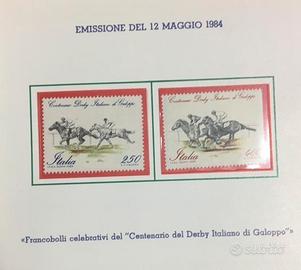 EMISSIONE DEL 12 MAGGIO 1984
Centenario Derby Italiano di Galoppo
Italia 250
Centenario Derby Italiano di Galoppo
Italia 400
«Francobolli celebrativi del "Centenario del Derby Italiano di Galoppo"»
subito